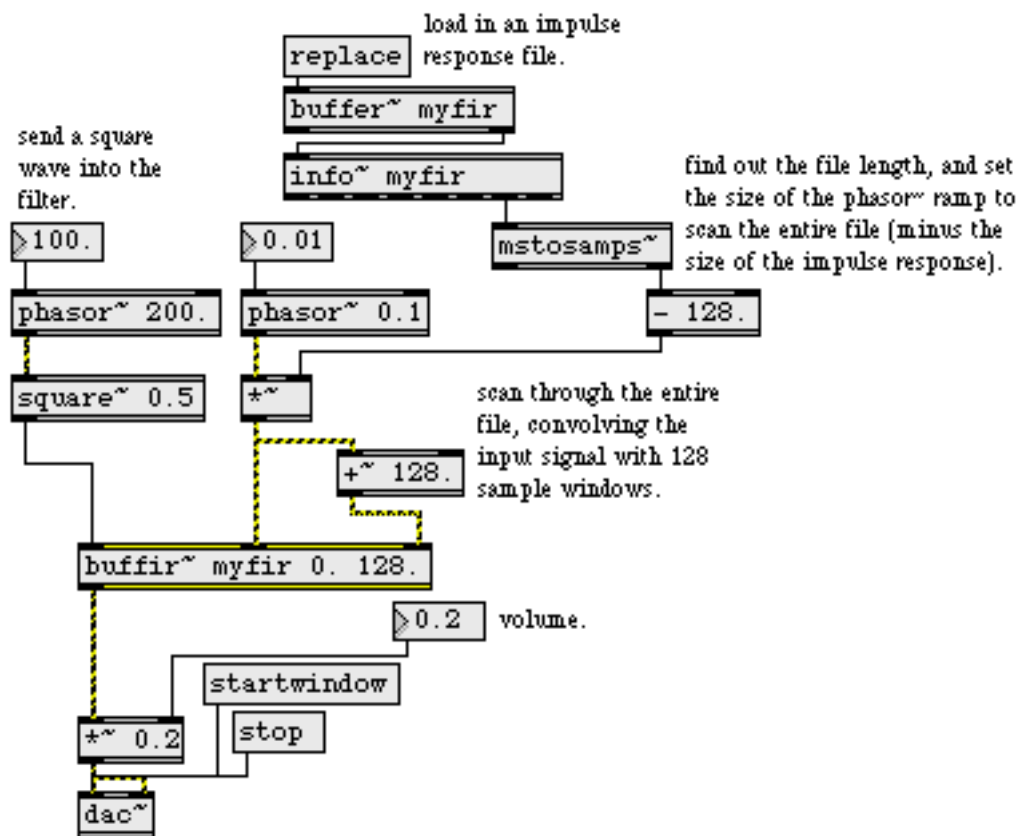 load in an impulse
response file.
replace
buffer~ myfir
info~ myfir
send a square
wave into the
filter.
find out the file length, and set
the size of the phasor~ ramp to
scan the entire file (minus the
size of the impulse response).
100.
0.01
mstosamps~
phasor~ 200.
phasor~ 0.1
- 128.
square~ 0.5
*~
scan through the entire
file, convolving the
input signal with 128
sample windows.
+~ 128.
buffir~ myfir 0. 128.
0.2
volume.
startwindow
stop
*~ 0.2
dac~